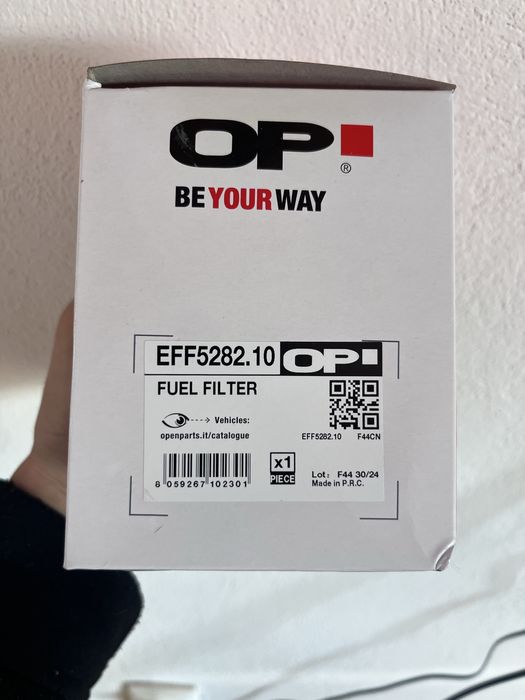 OP
®
BE YOUR WAY
EFF5282.10 OP
FUEL FILTER
Vehicles:
openparts.it/catalogue
EFF5282.10 F44CN
8 059267 102301
x1
PIECE
Lot: F44 30/24
Made in P.R.C.